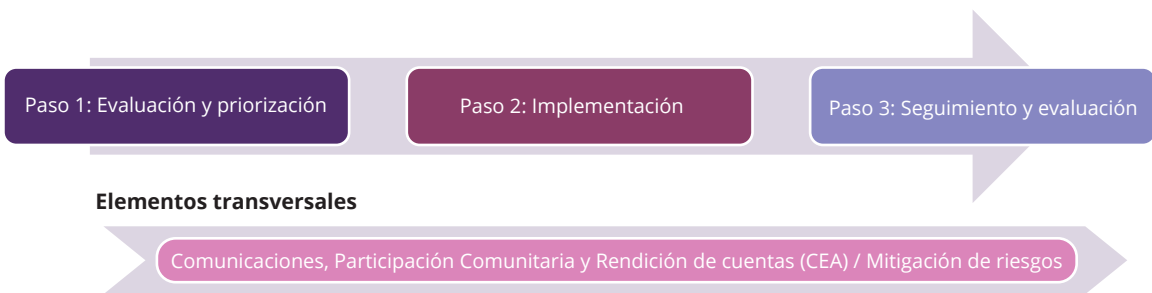 Paso 1: Evaluación y priorización
Paso 2: Implementación
Paso 3: Seguimiento y evaluación
Elementos transversales
Comunicaciones, Participación Comunitaria y Rendición de cuentas (CEA) / Mitigación de riesgos